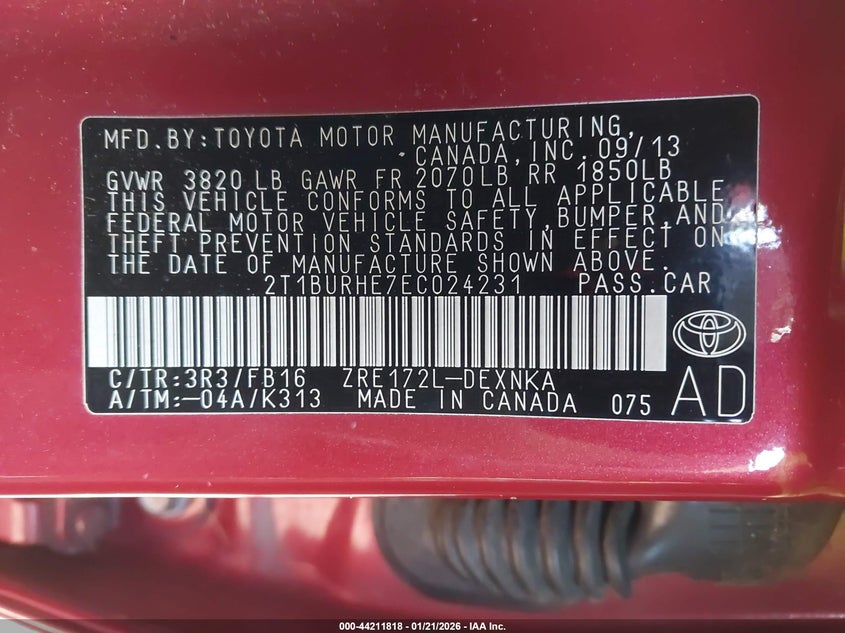 MFD.BY:TOYOTA MOTOR MANUFACTURING,
CANADA,INC. 09/13
GVWR 3820 LB GAWR FR 2070LB RR 1850LB
THIS VEHICLE CONFORMS TO ALL APPLICABLE
FEDERAL MOTOR VEHICLE SAFETY,BUMPER,AND
THEFT PREVENTION STANDARDS IN EFFECT ON
THE DATE OF MANUFACTURE SHOWN ABOVE.
2T1BURHE7EC024231 PASS.CAR
C/TR:3R3/FB16 ZRE172L-DEXNKA
A/TM:-04A/K313 MADE IN CANADA 075 AD
000-44211818 - 01/21/2026 - IAA Inc.